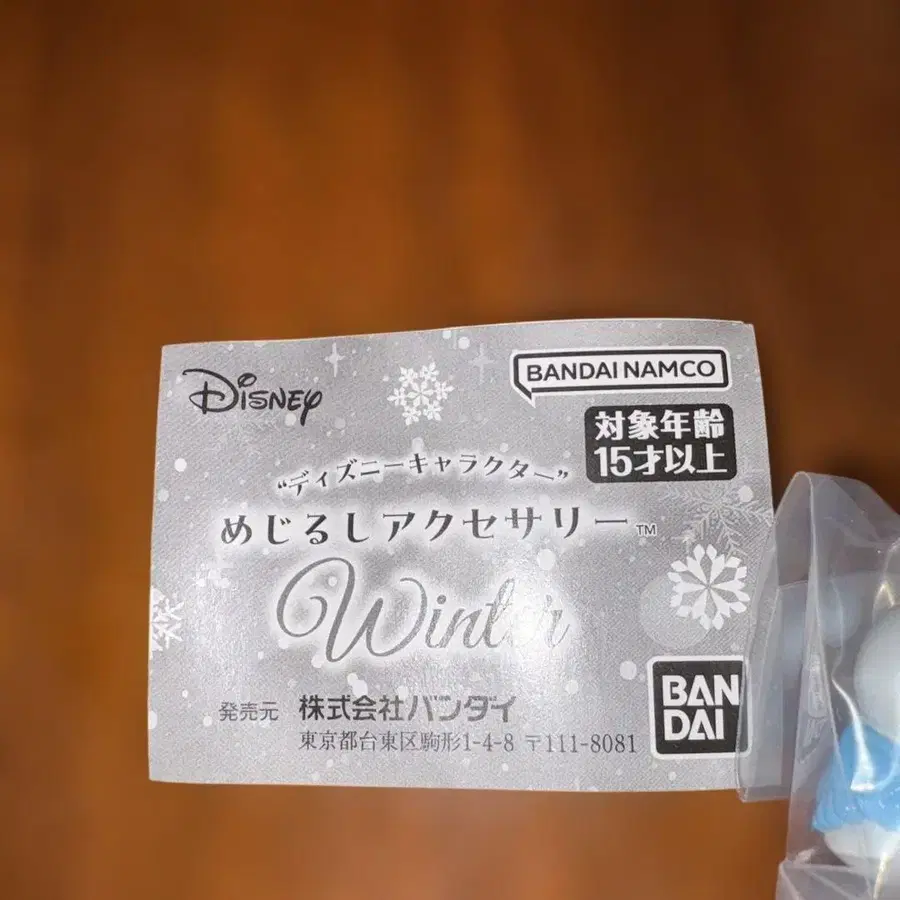 Disney
BANDAI NAMCO
対象年齢
15才以上
“ディズニーキャラクター”
めじるしアクセサリー™
Winter
発売元 株式会社バンダイ
東京都台東区駒形1-4-8 〒111-8081
BAN
DAI